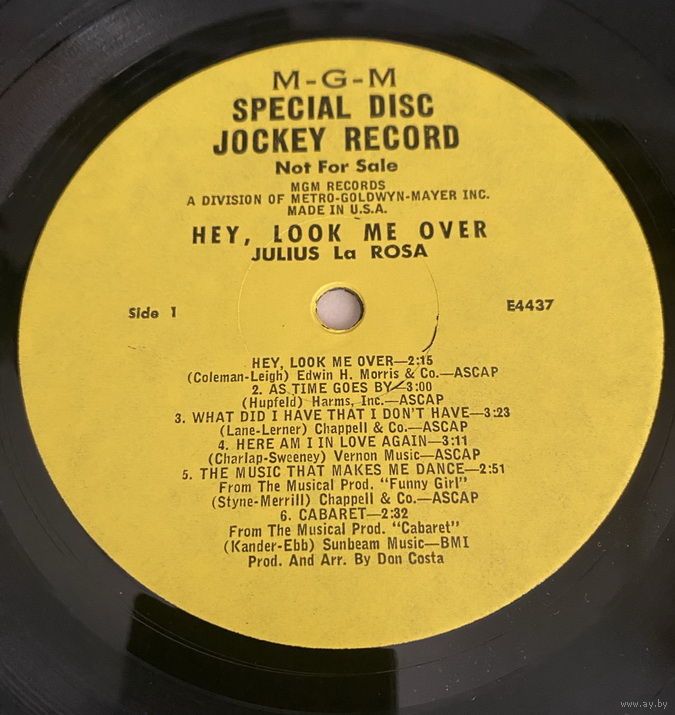 M-G-M
SPECIAL DISC
JOCKEY RECORD
Not For Sale
MGM RECORDS
A DIVISION OF METRO-GOLDWYN-MAYER INC.
MADE IN U.S.A.
HEY, LOOK ME OVER
JULIUS La ROSA
Side 1 E4437
HEY, LOOK ME OVER—2:15
(Coleman-Leigh) Edwin H. Morris & Co.—ASCAP
2. AS TIME GOES BY—3:00
(Hupfeld) Harms, Inc.—ASCAP
3. WHAT DID I HAVE THAT I DON'T HAVE—3:23
(Lane-Lerner) Chappell & Co.—ASCAP
4. HERE AM I IN LOVE AGAIN—3:11
(Charlap-Sweeney) Vernon Music—ASCAP
5. THE MUSIC THAT MAKES ME DANCE—2:51
From The Musical Prod. "Funny Girl"
(Styne-Merrill) Chappell & Co.—ASCAP
6. CABARET—2:32
From The Musical Prod. "Cabaret"
(Kander-Ebb) Sunbeam Music—BMI
Prod. And Arr. By Don Costa
www.ay.by